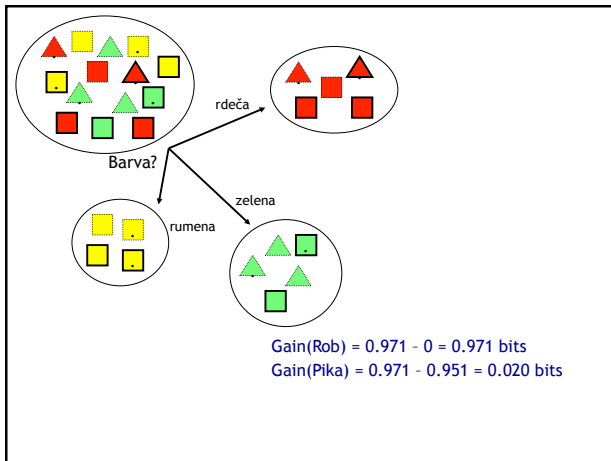 rdeča
Barva?
zelena
rumena
Gain(Rob) = 0.971 – 0 = 0.971 bits
Gain(Pika) = 0.971 – 0.951 = 0.020 bits